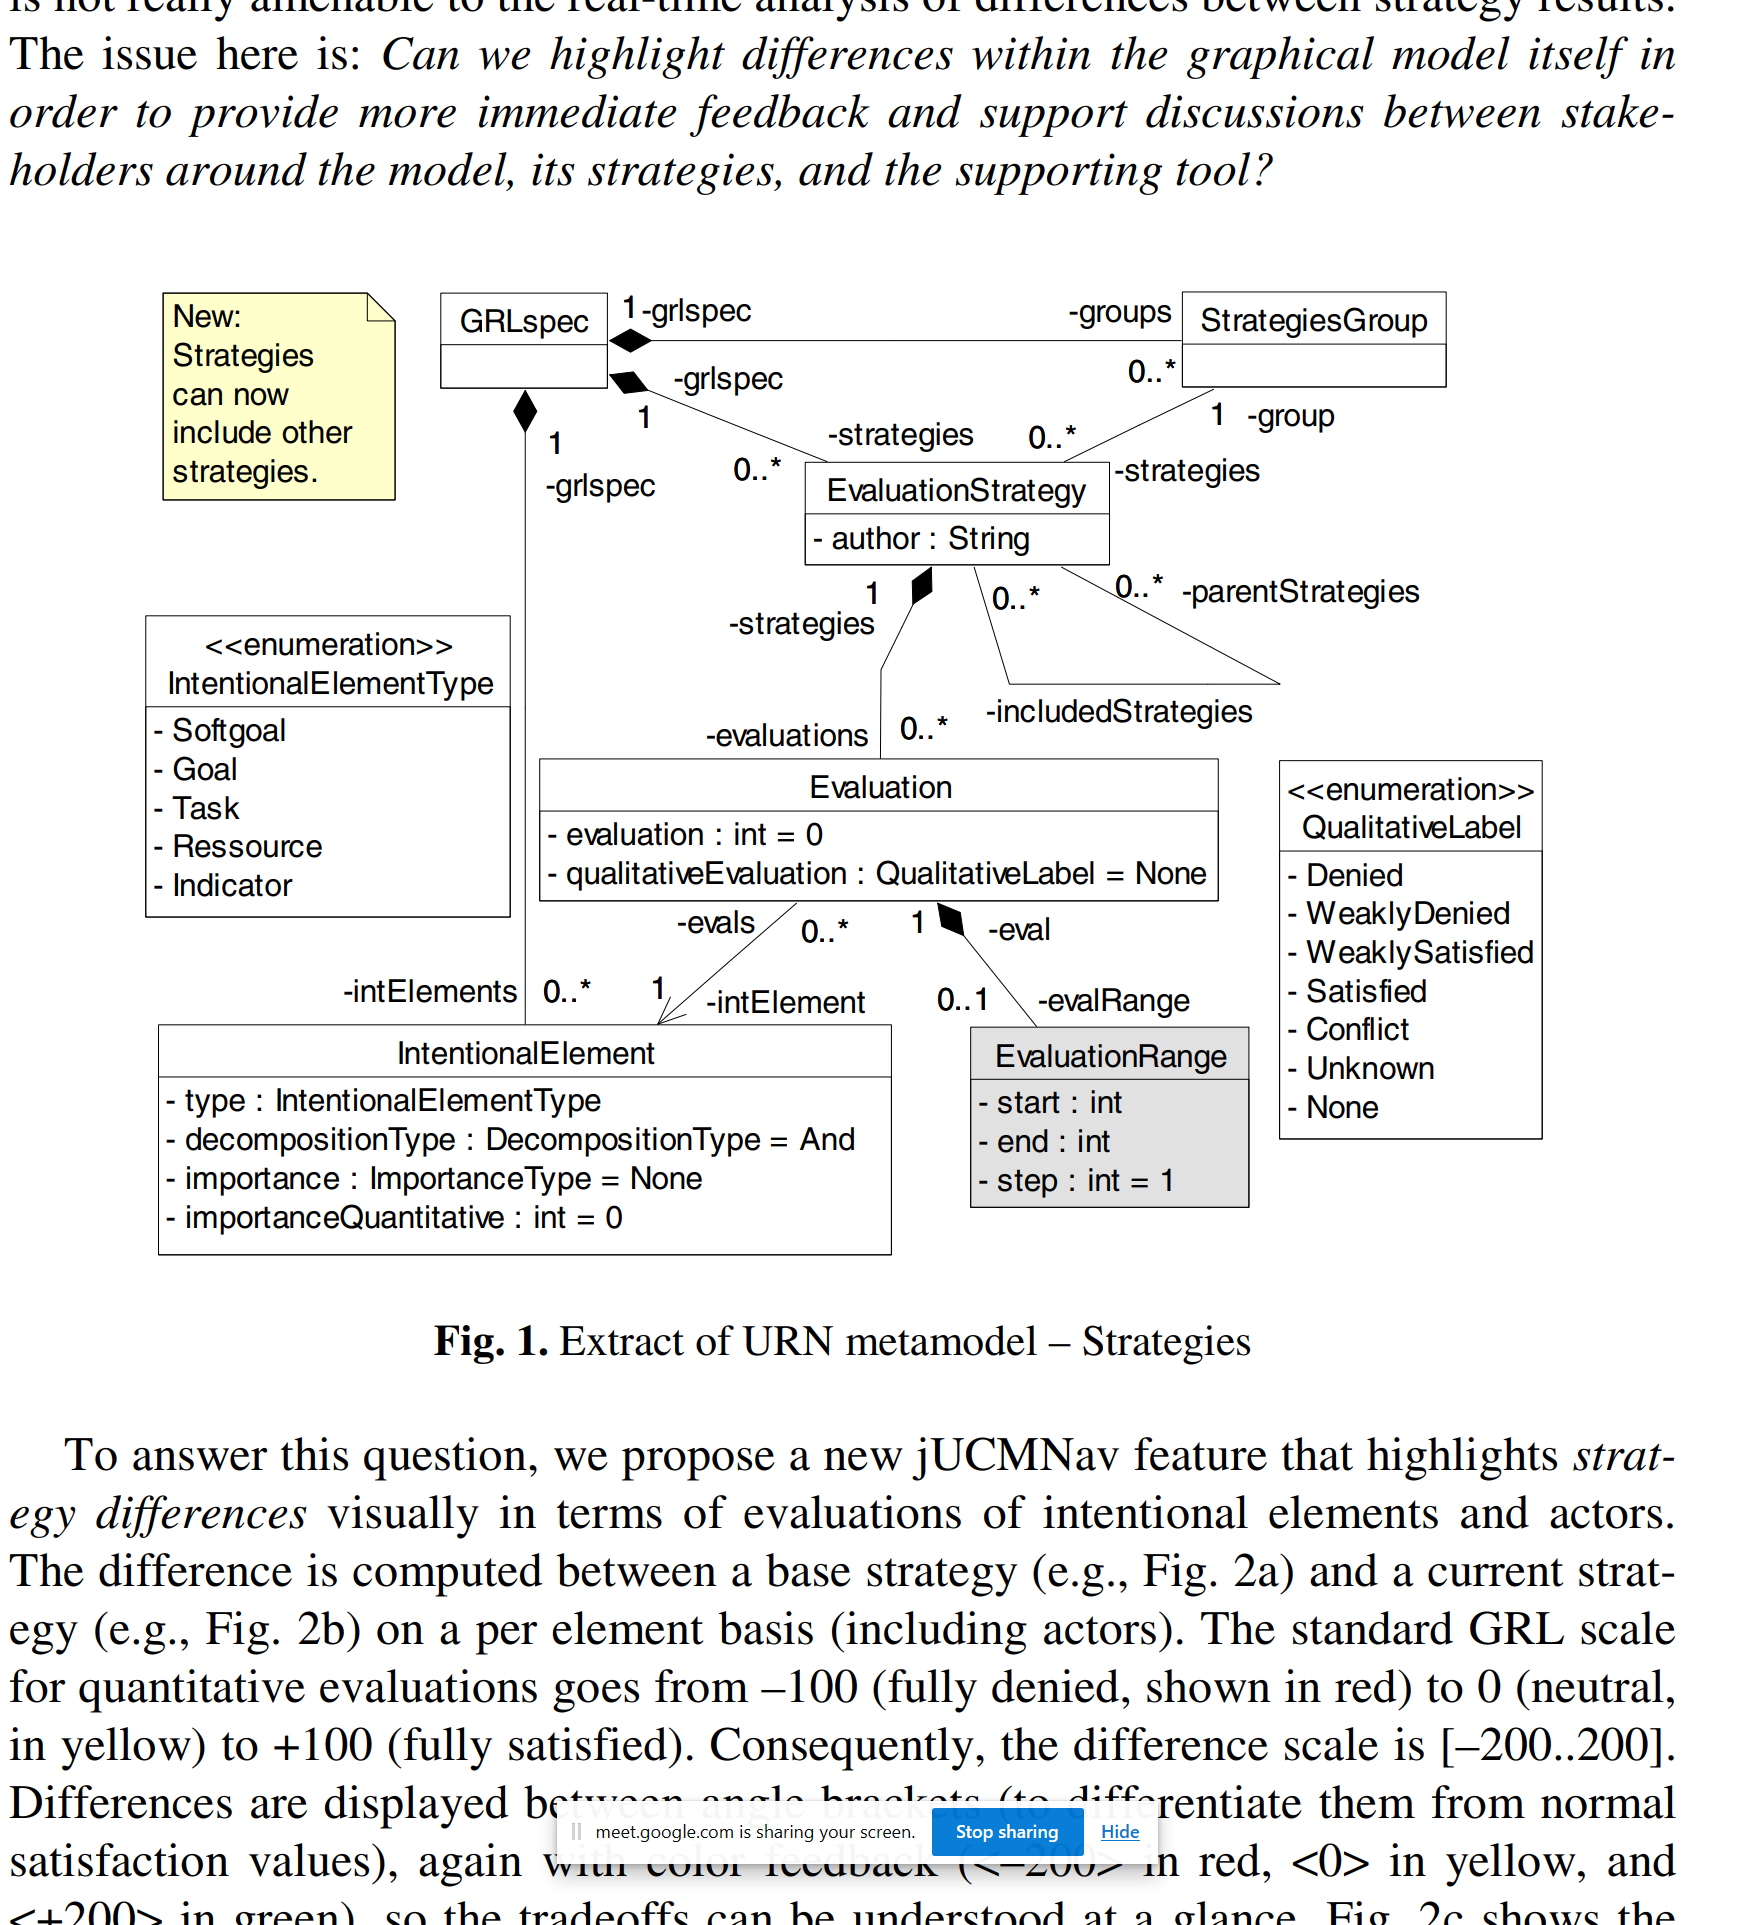 is not really amenable to the real-time analysis of differences between strategy results.
The issue here is: Can we highlight differences within the graphical model itself in
order to provide more immediate feedback and support discussions between stake-
holders around the model, its strategies, and the supporting tool?
New:
Strategies
can now
include other
strategies.
GRLspec
1 -grlspec
-groups
0..*
StrategiesGroup
-grlspec
1
-strategies
0..*
1
-grlspec
1 -group
0..*
-strategies
EvaluationStrategy
- author : String
1
-strategies
0..*
0..* -parentStrategies
-includedStrategies
-evaluations
0..*
<<enumeration>>
IntentionalElementType
- Softgoal
- Goal
- Task
- Ressource
- Indicator
Evaluation
- evaluation : int = 0
- qualitativeEvaluation : QualitativeLabel = None
<<enumeration>>
QualitativeLabel
- Denied
- WeaklyDenied
- WeaklySatisfied
- Satisfied
- Conflict
- Unknown
- None
-evals
0..*
1
-eval
-intElements
0..*
1
-intElement
0..1
-evalRange
IntentionalElement
- type : IntentionalElementType
- decompositionType : DecompositionType = And
- importance : ImportanceType = None
- importanceQuantitative : int = 0
EvaluationRange
- start : int
- end : int
- step : int = 1
Fig. 1. Extract of URN metamodel – Strategies
To answer this question, we propose a new jUCMNav feature that highlights strat-
egy differences visually in terms of evaluations of intentional elements and actors.
The difference is computed between a base strategy (e.g., Fig. 2a) and a current strat-
egy (e.g., Fig. 2b) on a per element basis (including actors). The standard GRL scale
for quantitative evaluations goes from –100 (fully denied, shown in red) to 0 (neutral,
in yellow) to +100 (fully satisfied). Consequently, the difference scale is [–200..200].
Differences are displayed between angle brackets (to differentiate them from normal
meet.google.com is sharing your screen.
Stop sharing
Hide
satisfaction values), again with color feedback (<–200> in red, <0> in yellow, and
<+200> in green), so the tradeoffs can be understood at a glance. Fig. 2c shows the